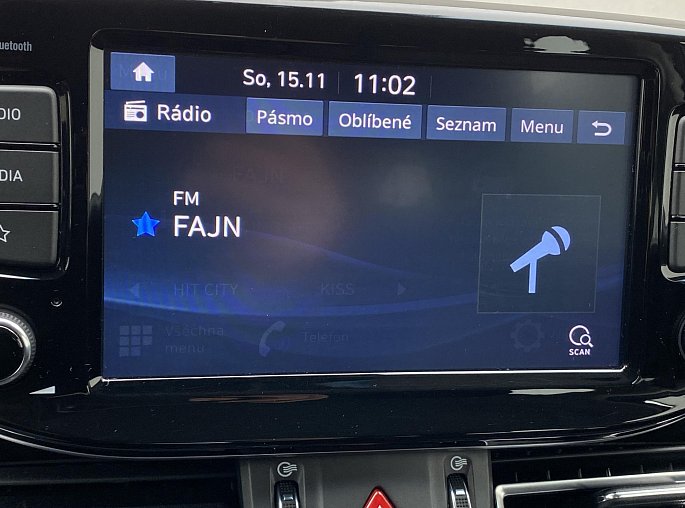 uetooth
So, 15.11 11:02
DIO
Rádio Pásmo Oblíbené Seznam Menu
DIA
FM
FAJN
HIT CITY KISS
Všechna Telefon
menu
SCAN